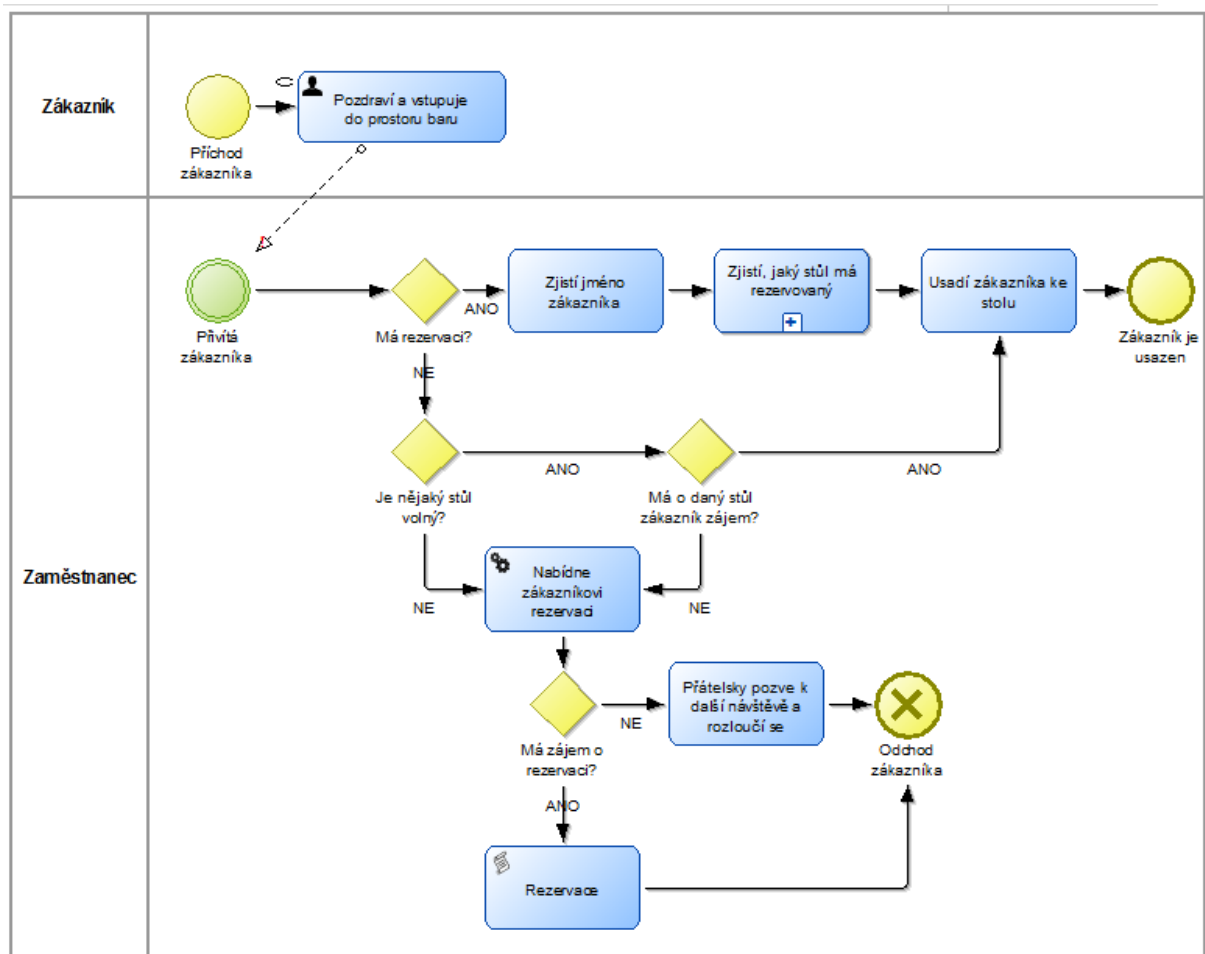 Zákazník
Příchod
zákazníka
Pozdraví a vstupuje
do prostoru baru
Zaměstnanec
Přivítá
zákazníka
Má rezervaci?
ANO
NE
Zjistí jméno
zákazníka
Zjistí, jaký stůl má
rezervovaný
Usadí zákazníka ke
stolu
Zákazník je
usazen
Je nějaký stůl
volný?
ANO
Má o daný stůl
zákazník zájem?
ANO
NE
Nabídne
zákazníkovi
rezervaci
NE
Má zájem o
rezervaci?
NE
Přátelsky pozve k
další návštěvě a
rozloučí se
Odchod
zákazníka
ANO
Rezervace